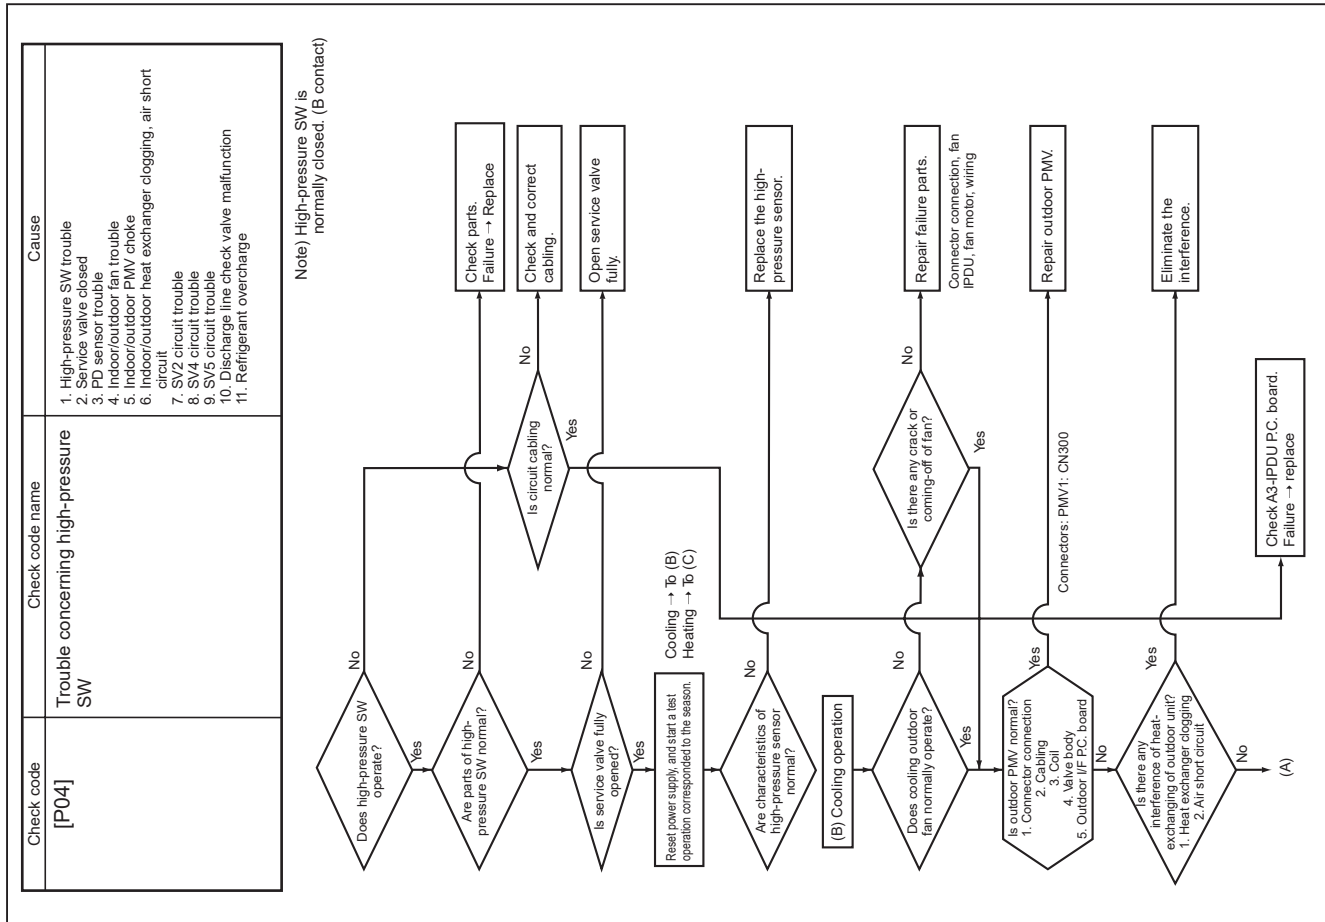 Check code
Check code name
Cause
[P04]
Trouble concerning high-pressure
SW
1. High-pressure SW trouble
2. Service valve closed
3. PD sensor trouble
4. Indoor/outdoor fan trouble
5. Indoor/outdoor PMV choke
6. Indoor/outdoor heat exchanger clogging, air short
circuit
7. SV2 circuit trouble
8. SV4 circuit trouble
9. SV5 circuit trouble
10. Discharge line check valve malfunction
11. Refrigerant overcharge
Note) High-pressure SW is
normally closed. (B contact)
Does high-pressure SW
operate?
No
Yes
Is circuit cabling
normal?
No
Yes
Check and correct
cabling.
Are parts of high-
pressure SW normal?
No
Yes
Check parts.
Failure → Replace
Is service valve fully
opened?
No
Yes
Open service valve
fully.
Reset power supply, and start a test
operation corresponded to the season.
Cooling → To (B)
Heating → To (C)
Are characteristics of
high-pressure sensor
normal?
No
Replace the high-
pressure sensor.
(B) Cooling operation
Does cooling outdoor
fan normally operate?
No
Yes
Is there any crack or
coming-off of fan?
No
Yes
Repair failure parts.
Connector connection, fan
IPDU, fan motor, wiring
Is outdoor PMV normal?
1. Connector connection
2. Cabling
3. Coil
4. Valve body
5. Outdoor I/F P.C. board
Yes
No
Connectors: PMV1: CN300
Repair outdoor PMV.
Is there any
interference of heat-
exchanging of outdoor unit?
1. Heat exchanger clogging
2. Air short circuit
Yes
No
Eliminate the
interference.
Check A3-IPDU P.C. board.
Failure → replace
(A)